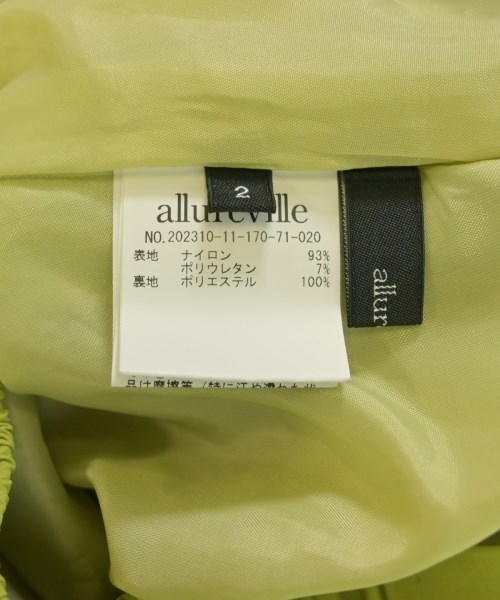 2
allureville
NO.202310-11-170-71-020
表地 ナイロン 93%
ポリウレタン 7%
裏地 ポリエステル 100%
allur